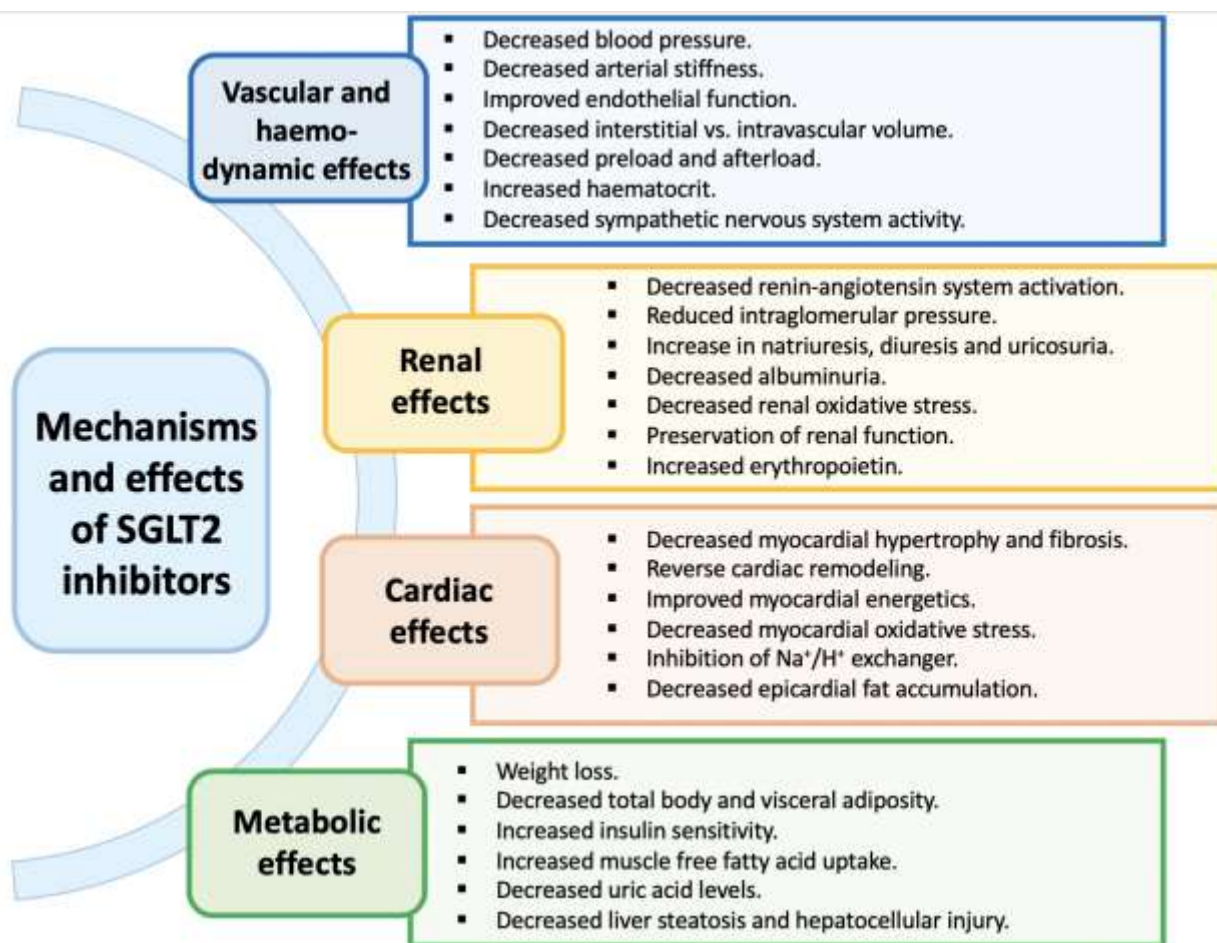 Mechanisms
and effects
of SGLT2
inhibitors
Vascular and
haemo-
dynamic effects
▪ Decreased blood pressure.
▪ Decreased arterial stiffness.
▪ Improved endothelial function.
▪ Decreased interstitial vs. intravascular volume.
▪ Decreased preload and afterload.
▪ Increased haematocrit.
▪ Decreased sympathetic nervous system activity.
Renal
effects
▪ Decreased renin-angiotensin system activation.
▪ Reduced intraglomerular pressure.
▪ Increase in natriuresis, diuresis and uricosuria.
▪ Decreased albuminuria.
▪ Decreased renal oxidative stress.
▪ Preservation of renal function.
▪ Increased erythropoietin.
Cardiac
effects
▪ Decreased myocardial hypertrophy and fibrosis.
▪ Reverse cardiac remodeling.
▪ Improved myocardial energetics.
▪ Decreased myocardial oxidative stress.
▪ Inhibition of Na⁺/H⁺ exchanger.
▪ Decreased epicardial fat accumulation.
Metabolic
effects
▪ Weight loss.
▪ Decreased total body and visceral adiposity.
▪ Increased insulin sensitivity.
▪ Increased muscle free fatty acid uptake.
▪ Decreased uric acid levels.
▪ Decreased liver steatosis and hepatocellular injury.